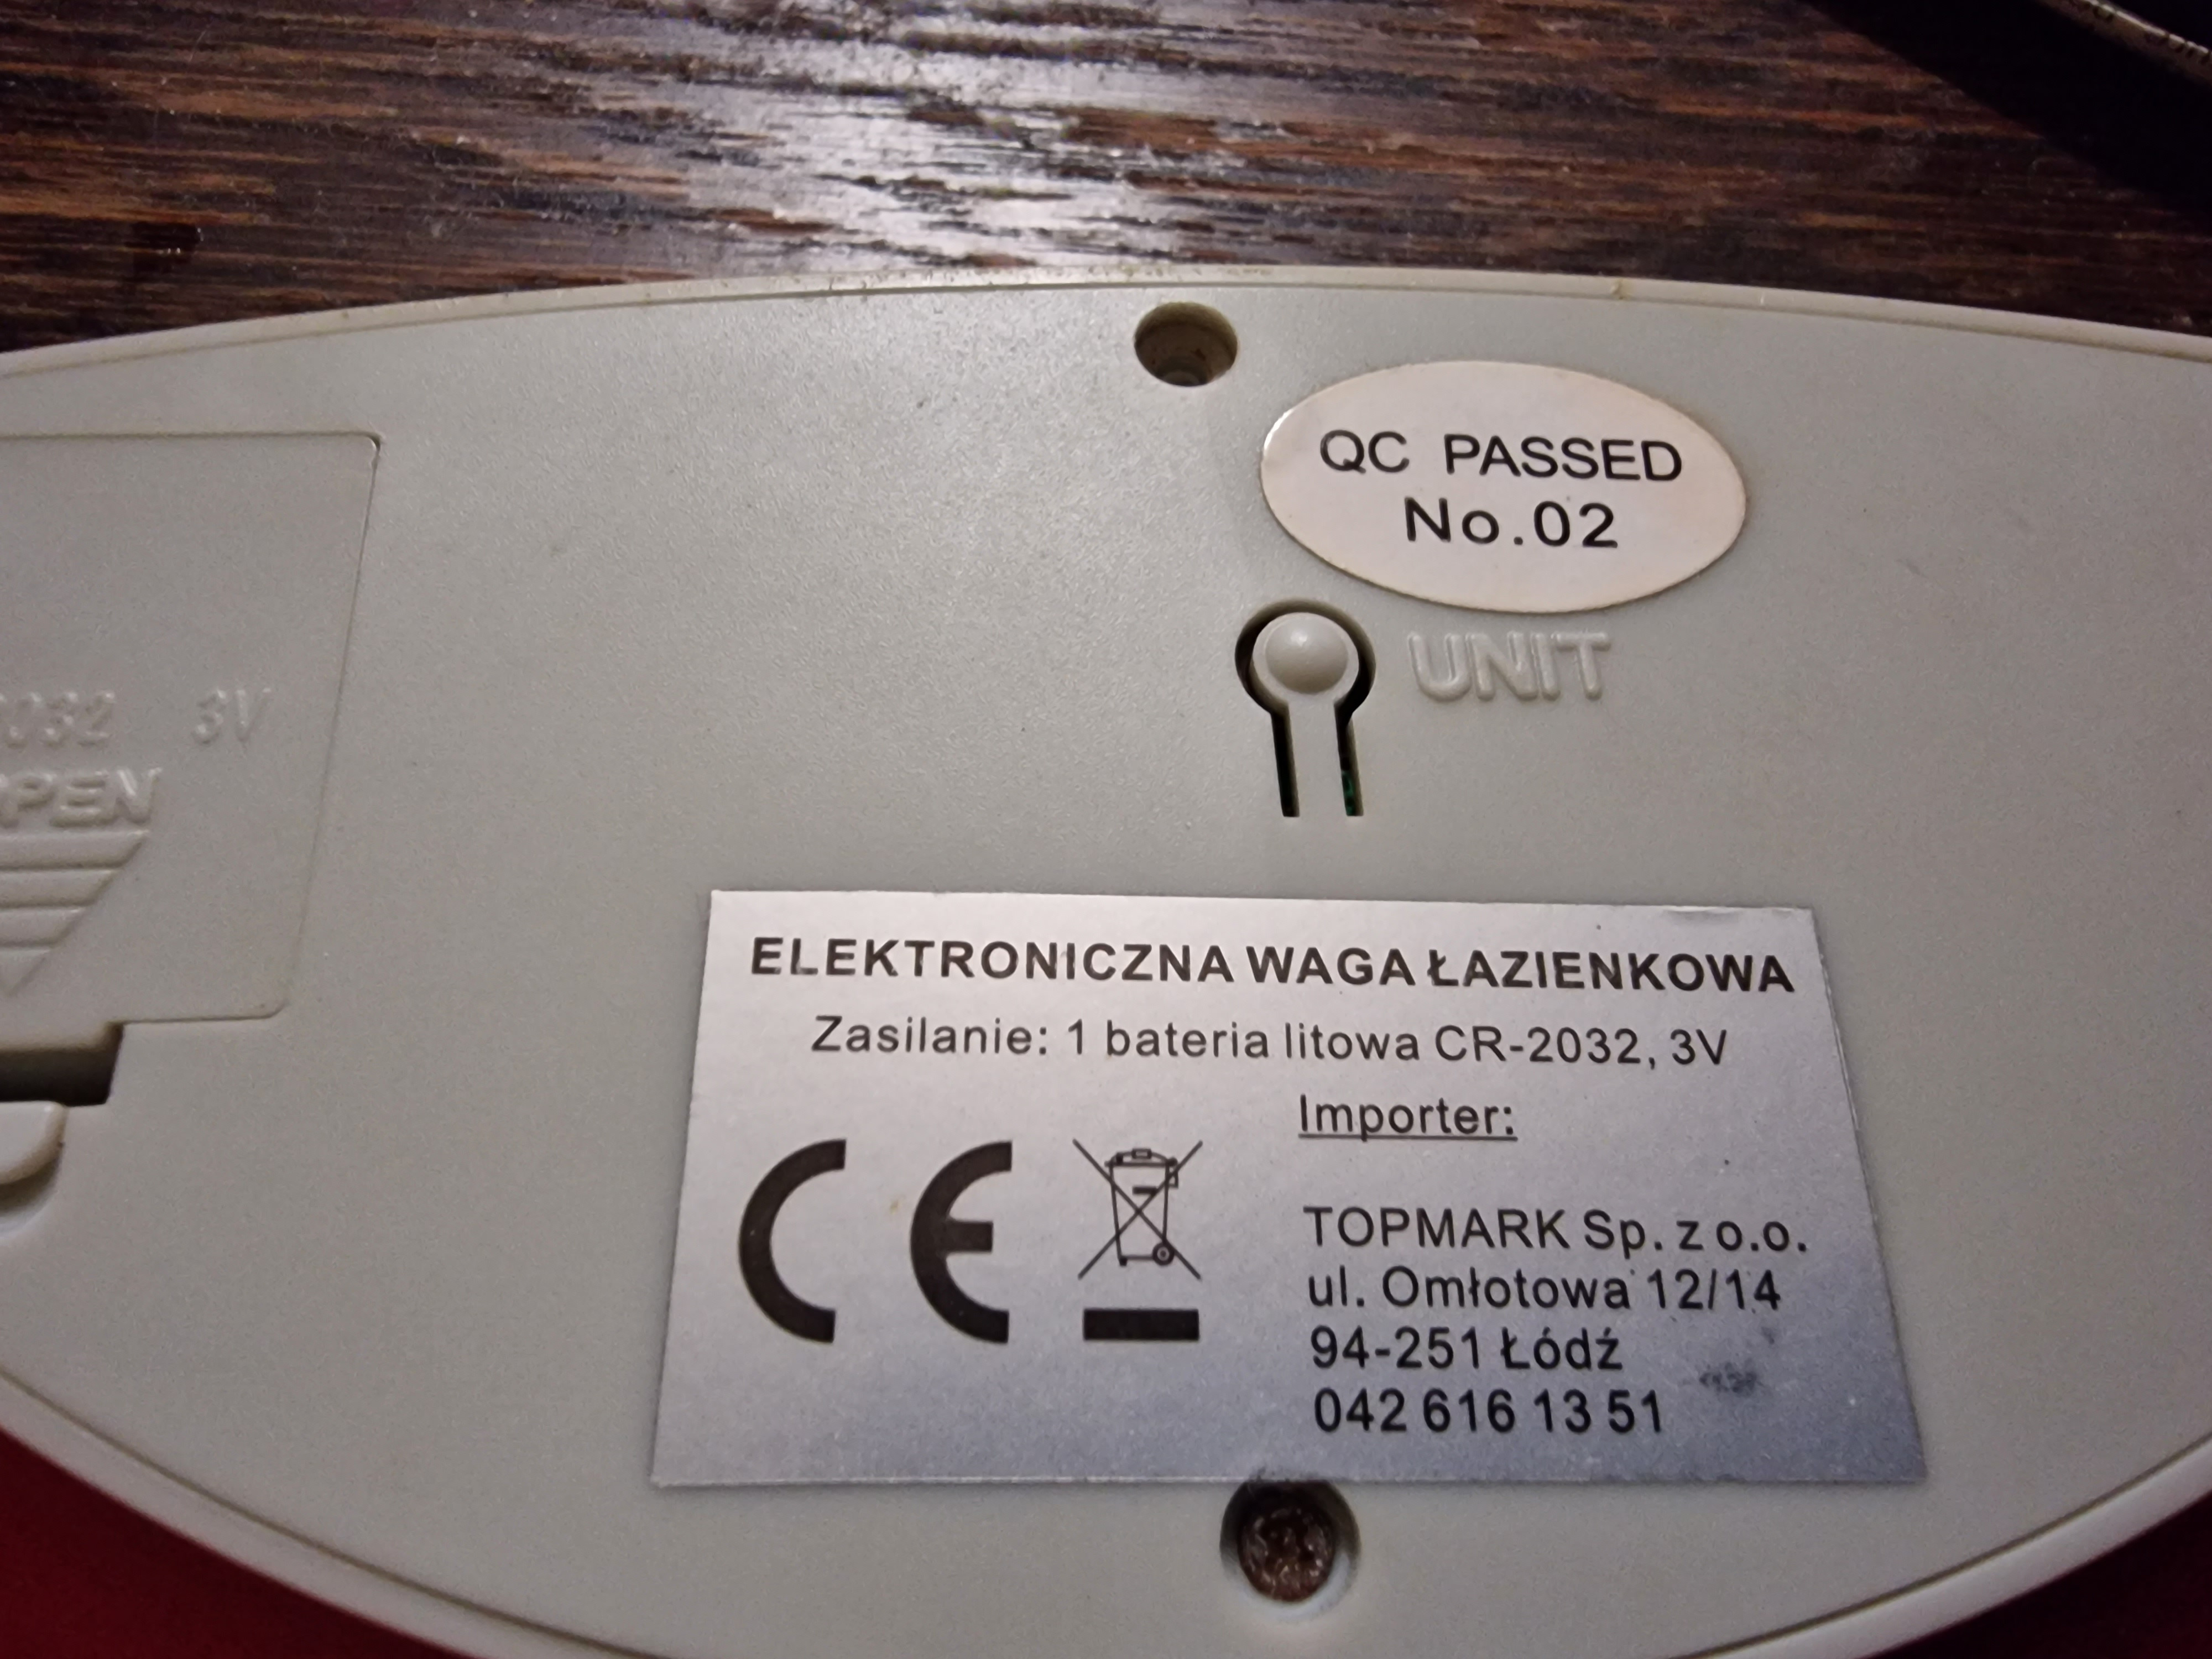 QC PASSED
No.02
UNIT
3V
ELEKTRONICZNA WAGA ŁAZIENKOWA
Zasilanie: 1 bateria litowa CR-2032, 3V
Importer:
CE
TOPMARK Sp. z o.o.
ul. Omłotowa 12/14
94-251 Łódź
042 616 13 51